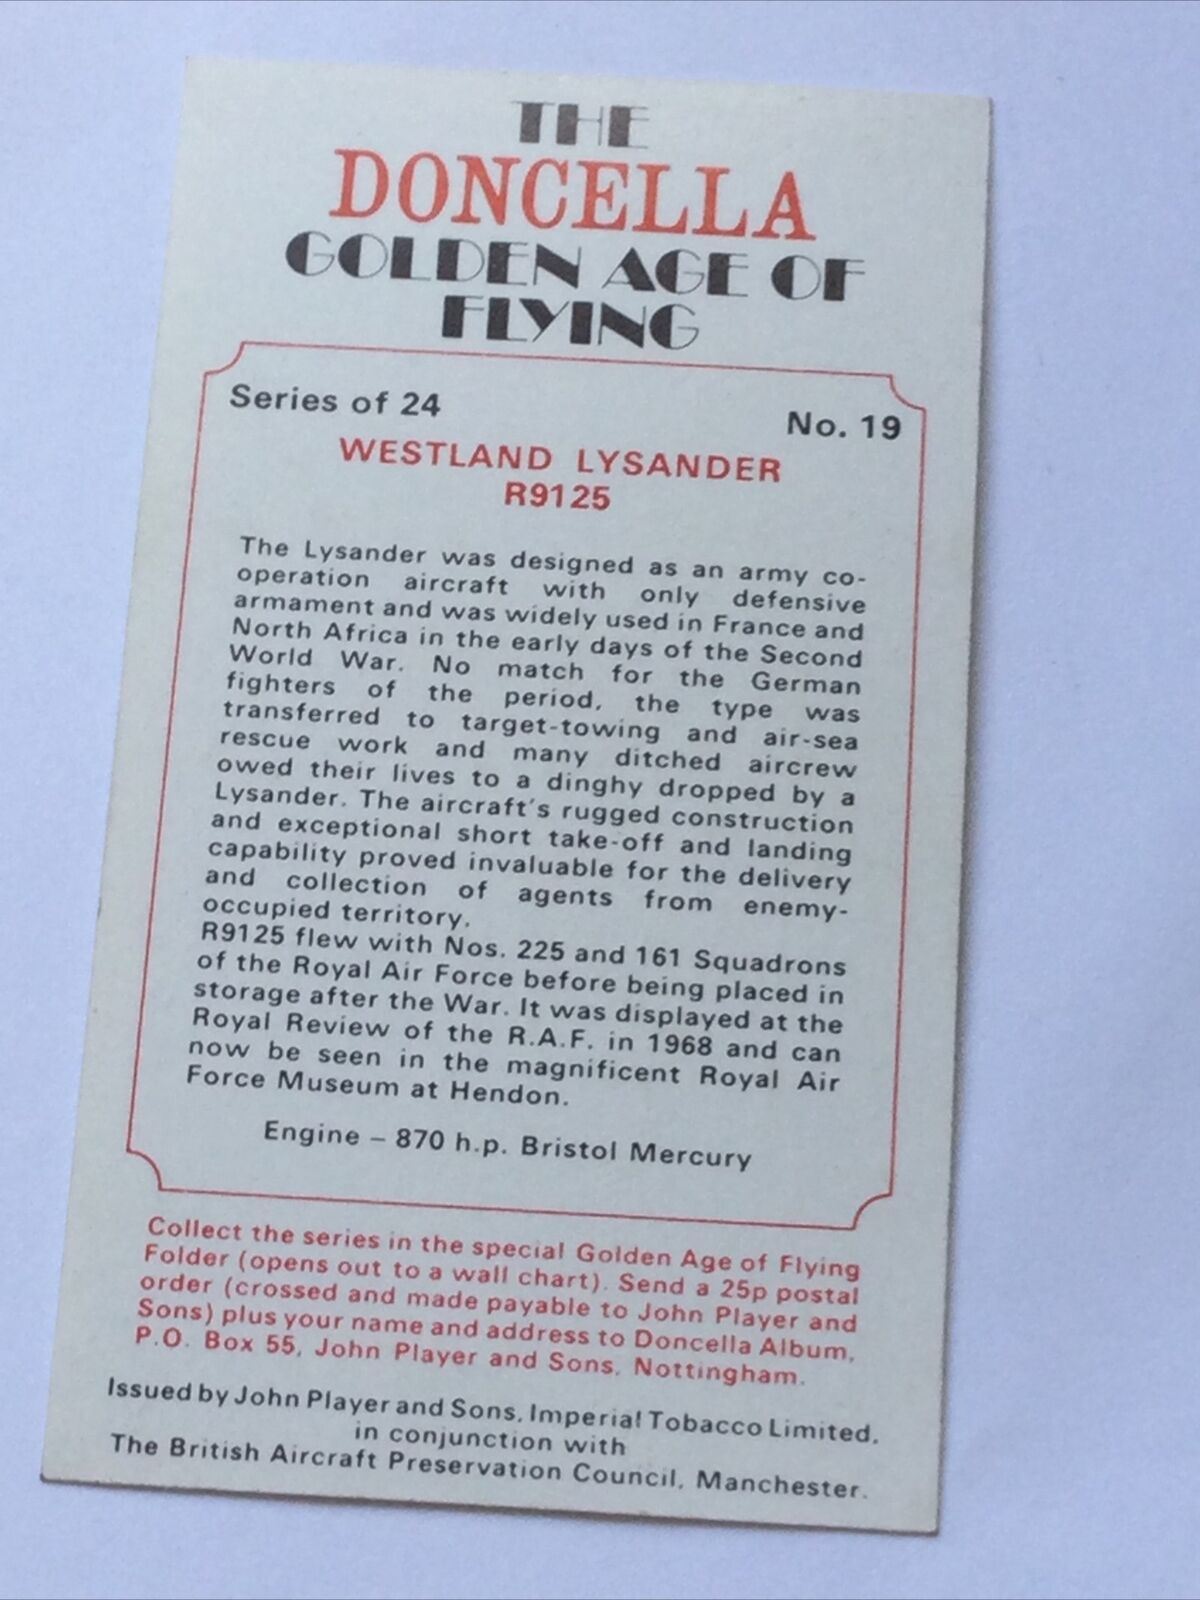 THE
DONCELLA
GOLDEN AGE OF
FLYING
Series of 24
No. 19
WESTLAND LYSANDER
R9125
The Lysander was designed as an army co-
operation aircraft with only defensive
armament and was widely used in France and
North Africa in the early days of the Second
World War. No match for the German
fighters of the period, the type was
transferred to target-towing and air-sea
rescue work and many ditched aircrew
owed their lives to a dinghy dropped by a
Lysander. The aircraft's rugged construction
and exceptional short take-off and landing
capability proved invaluable for the delivery
and collection of agents from enemy-
occupied territory.
R9125 flew with Nos. 225 and 161 Squadrons
of the Royal Air Force before being placed in
storage after the War. It was displayed at the
Royal Review of the R.A.F. in 1968 and can
now be seen in the magnificent Royal Air
Force Museum at Hendon.
Engine – 870 h.p. Bristol Mercury
Collect the series in the special Golden Age of Flying
Folder (opens out to a wall chart). Send a 25p postal
order (crossed and made payable to John Player and
Sons) plus your name and address to Doncella Album,
P.O. Box 55, John Player and Sons, Nottingham.
Issued by John Player and Sons, Imperial Tobacco Limited,
in conjunction with
The British Aircraft Preservation Council, Manchester.